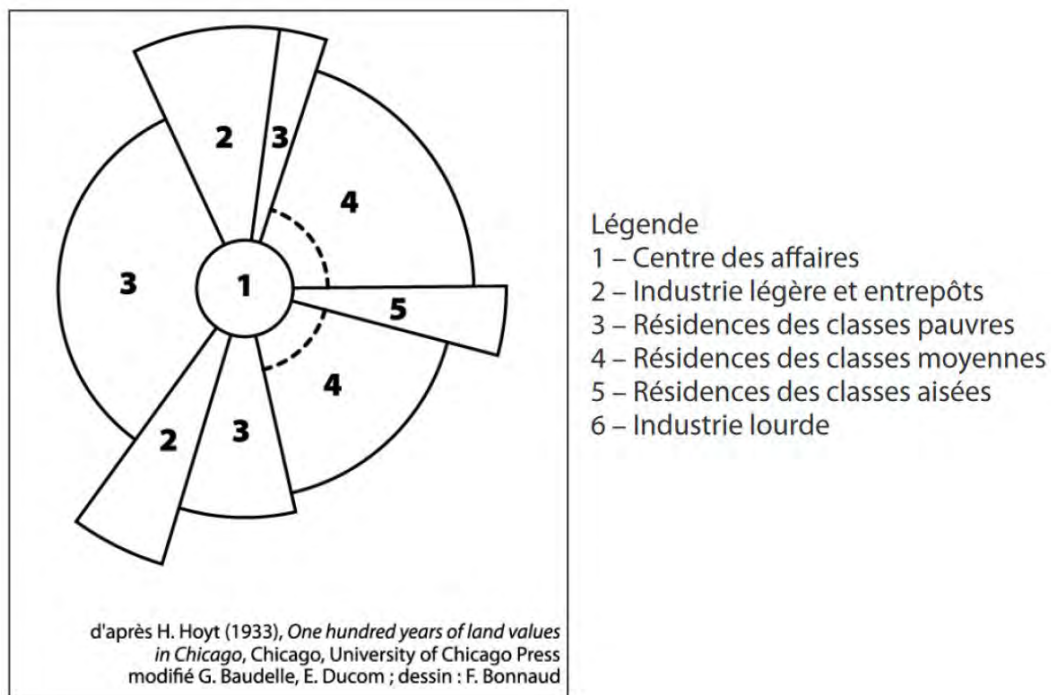 2
3
4
3
1
5
4
2
3
d'après H. Hoyt (1933), One hundred years of land values
in Chicago, Chicago, University of Chicago Press
modifié G. Baudelle, E. Ducom ; dessin : F. Bonnaud
Légende
1 – Centre des affaires
2 – Industrie légère et entrepôts
3 – Résidences des classes pauvres
4 – Résidences des classes moyennes
5 – Résidences des classes aisées
6 – Industrie lourde